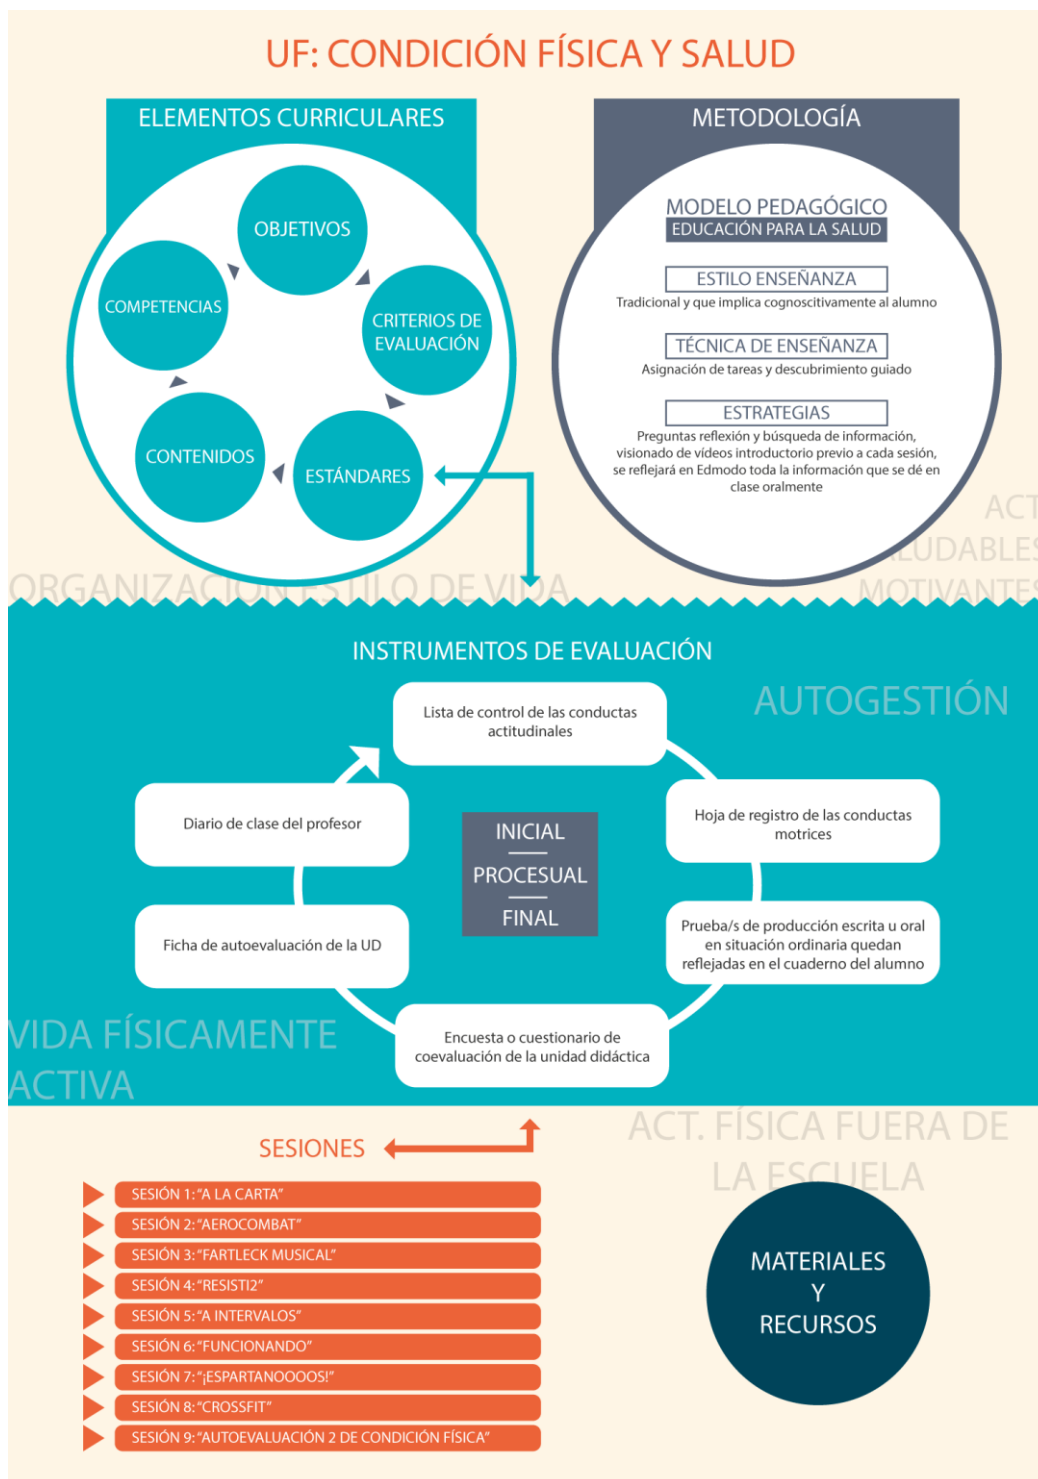 UF: CONDICIÓN FÍSICA Y SALUD
ELEMENTOS CURRICULARES
OBJETIVOS
COMPETENCIAS
CRITERIOS DE
EVALUACIÓN
CONTENIDOS
ESTÁNDARES
METODOLOGÍA
MODELO PEDAGÓGICO
EDUCACIÓN PARA LA SALUD
ESTILO ENSEÑANZA
Tradicional y que implica cognoscitivamente al alumno
TÉCNICA DE ENSEÑANZA
Asignación de tareas y descubrimiento guiado
ESTRATEGIAS
Preguntas reflexión y búsqueda de información,
visionado de vídeos introductorio previo a cada sesión,
se reflejará en Edmodo toda la información que se dé en
clase oralmente
ACT
ALUDABLES
MOTIVANTES
ORGANIZACIÓN ESTILO DE VIDA
INSTRUMENTOS DE EVALUACIÓN
AUTOGESTIÓN
Lista de control de las conductas
actitudinales
Diario de clase del profesor
Hoja de registro de las conductas
motrices
INICIAL
PROCESUAL
FINAL
Ficha de autoevaluación de la UD
Prueba/s de producción escrita u oral
en situación ordinaria quedan
reflejadas en el cuaderno del alumno
Encuesta o cuestionario de
coevaluación de la unidad didáctica
VIDA FÍSICAMENTE
ACTIVA
ACT. FÍSICA FUERA DE
LA ESCUELA
SESIONES
SESIÓN 1: "A LA CARTA"
SESIÓN 2: "AEROCOMBAT"
SESIÓN 3: "FARTLECK MUSICAL"
SESIÓN 4: "RESISTI2"
SESIÓN 5: "A INTERVALOS"
SESIÓN 6: "FUNCIONANDO"
SESIÓN 7: "¡ESPARTANOOOOS!"
SESIÓN 8: "CROSSFIT"
SESIÓN 9: "AUTOEVALUACIÓN 2 DE CONDICIÓN FÍSICA"
MATERIALES
Y
RECURSOS